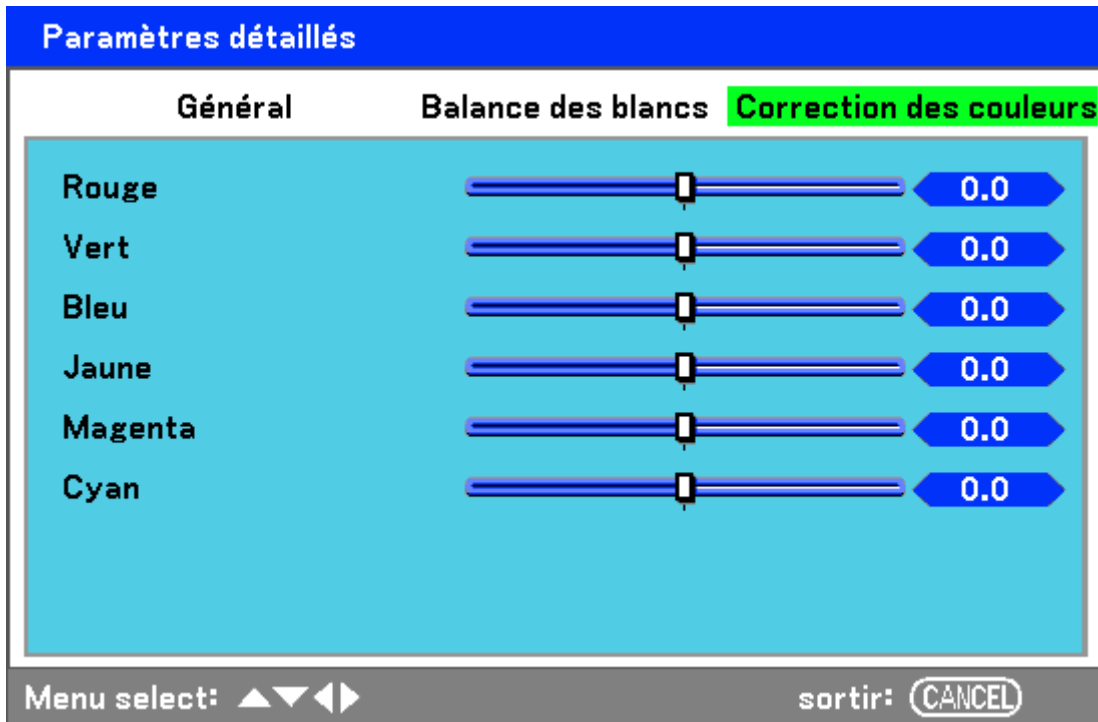 Paramètres détaillés
Général Balance des blancs Correction des couleurs
Rouge 0.0
Vert 0.0
Bleu 0.0
Jaune 0.0
Magenta 0.0
Cyan 0.0
Menu select: ▲▼◀▶ sortir: CANCEL